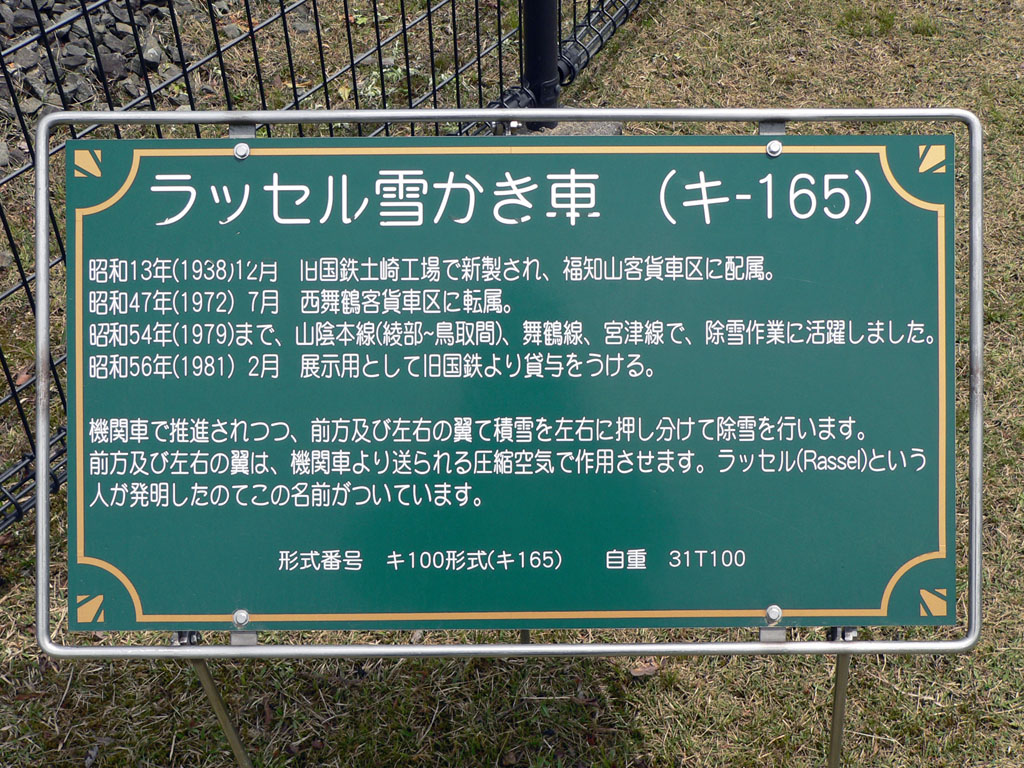 ラッセル雪かき車 (キ-165)
昭和13年(1938)12月 旧国鉄土崎工場で新製され、福知山客貨車区に配属。
昭和47年(1972) 7月 西舞鶴客貨車区に転属。
昭和54年(1979)まで、山陰本線(綾部~鳥取間)、舞鶴線、宮津線で、除雪作業に活躍しました。
昭和56年(1981) 2月 展示用として旧国鉄より貸与をうける。
機関車で推進されつつ、前方及び左右の翼て積雪を左右に押し分けて除雪を行います。
前方及び左右の翼は、機関車より送られる圧縮空気で作用させます。ラッセル(Rassel)という
人が発明したのてこの名前がついています。
形式番号 キ100形式(キ165) 自重 31T100